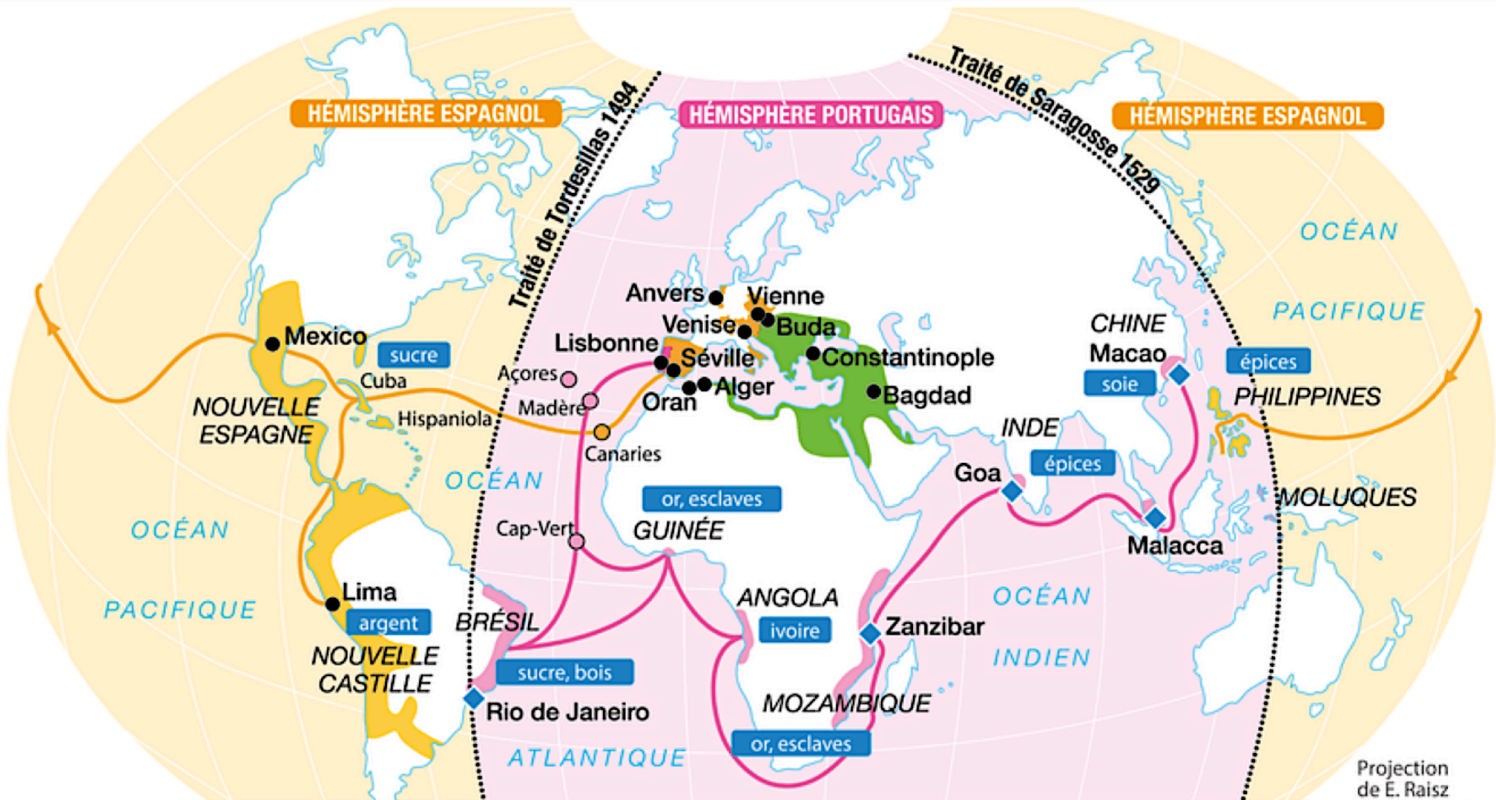 HÉMISPHÈRE ESPAGNOL
Traité de Tordesillas 1494
HÉMISPHÈRE PORTUGAIS
Traité de Saragosse 1529
HÉMISPHÈRE ESPAGNOL
OCÉAN
PACIFIQUE
Anvers
Vienne
Venise
Buda
Lisbonne
Séville
Constantinople
Oran
Alger
Bagdad
Mexico
sucre
Cuba
Hispaniola
NOUVELLE
ESPAGNE
Açores
Madère
Canaries
CHINE
Macao
soie
épices
PHILIPPINES
INDE
épices
Goa
MOLUQUES
Malacca
OCÉAN
or, esclaves
GUINÉE
Cap-Vert
OCÉAN
PACIFIQUE
Lima
argent
NOUVELLE
CASTILLE
BRÉSIL
sucre, bois
Rio de Janeiro
ATLANTIQUE
ANGOLA
ivoire
Zanzibar
MOZAMBIQUE
or, esclaves
OCÉAN
INDIEN
Projection
de E. Raisz